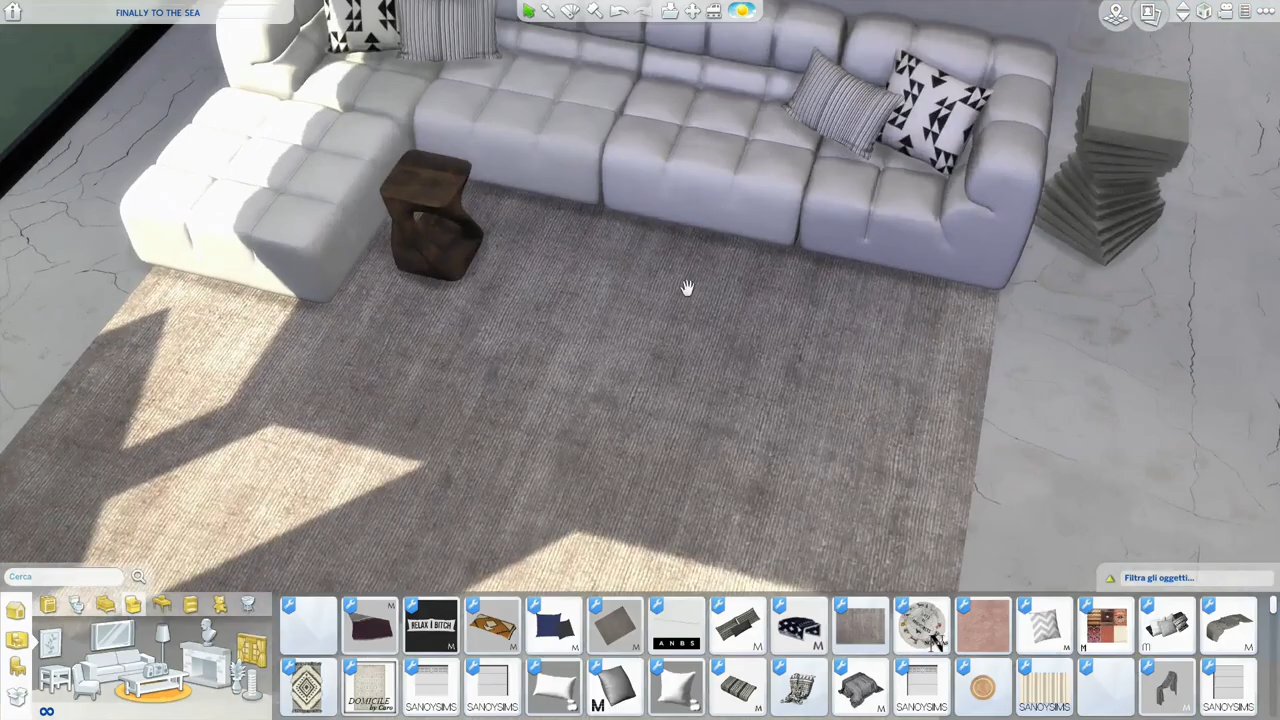 FINALLY TO THE SEA
Cerca
Filtra gli oggetti...
M
RELAX I BITCH
M
M
M
M
ANBS
M
M
M
M
M
M
DOMICILE
by Caro
SANOYSIMS
SANOYSIMS
M
M
M
SANOYSIMS
SANOYSIMS
M
SANOYSIMS